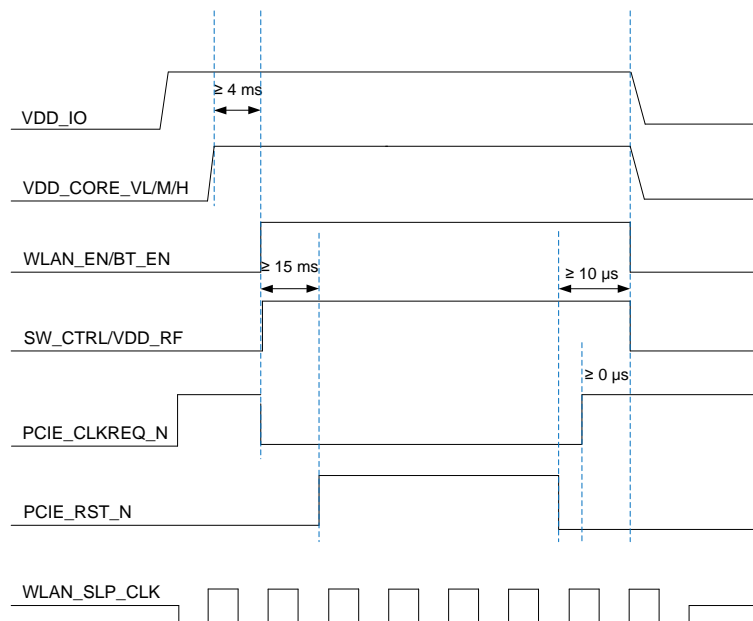 ≥ 4 ms
VDD_IO
VDD_CORE_VL/M/H
WLAN_EN/BT_EN
≥ 15 ms
≥ 10 μs
SW_CTRL/VDD_RF
≥ 0 μs
PCIE_CLKREQ_N
PCIE_RST_N
WLAN_SLP_CLK